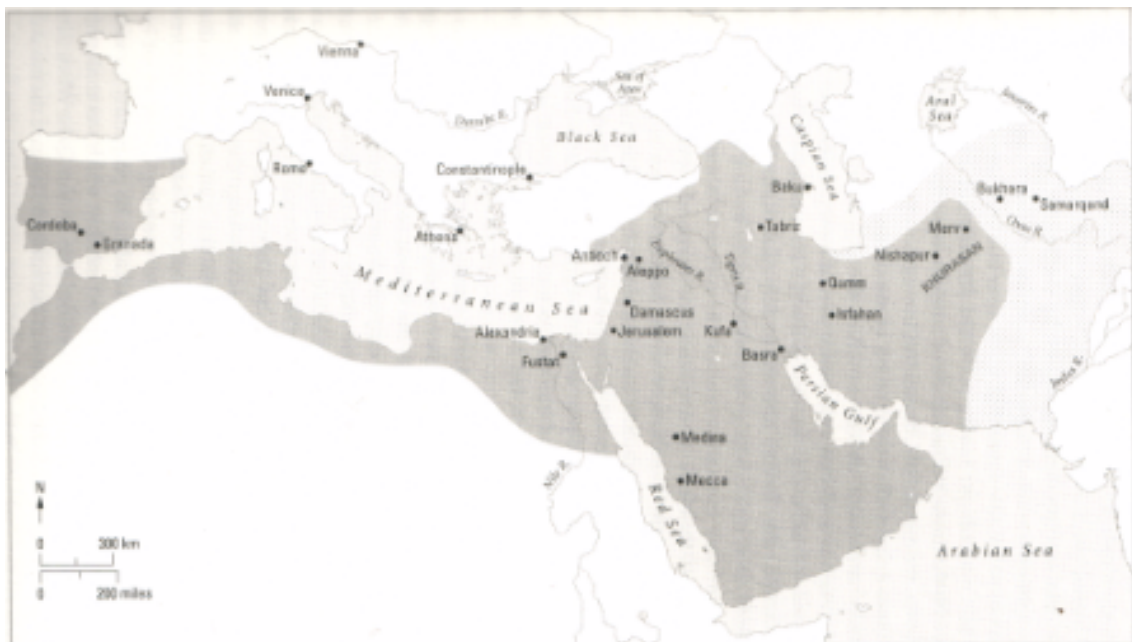 Vienna
Venice
Sea of
Azov
Aral
Sea
Jaxartes R.
Danube R.
Black Sea
Caspian Sea
Rome
Constantinople
Baku
Bukhara
Samarqand
Oxus R.
Cordoba
Granada
Athens
Tabriz
Merv
Nishapur
KHURASAN
Antioch
Aleppo
Euphrates R.
Tigris R.
Qumm
Mediterranean Sea
Damascus
Isfahan
Alexandria
Jerusalem
Kufa
Fustat
Basra
Indus R.
Persian Gulf
Medina
Nile R.
Mecca
Red Sea
N
Arabian Sea
0 300 km
0 200 miles